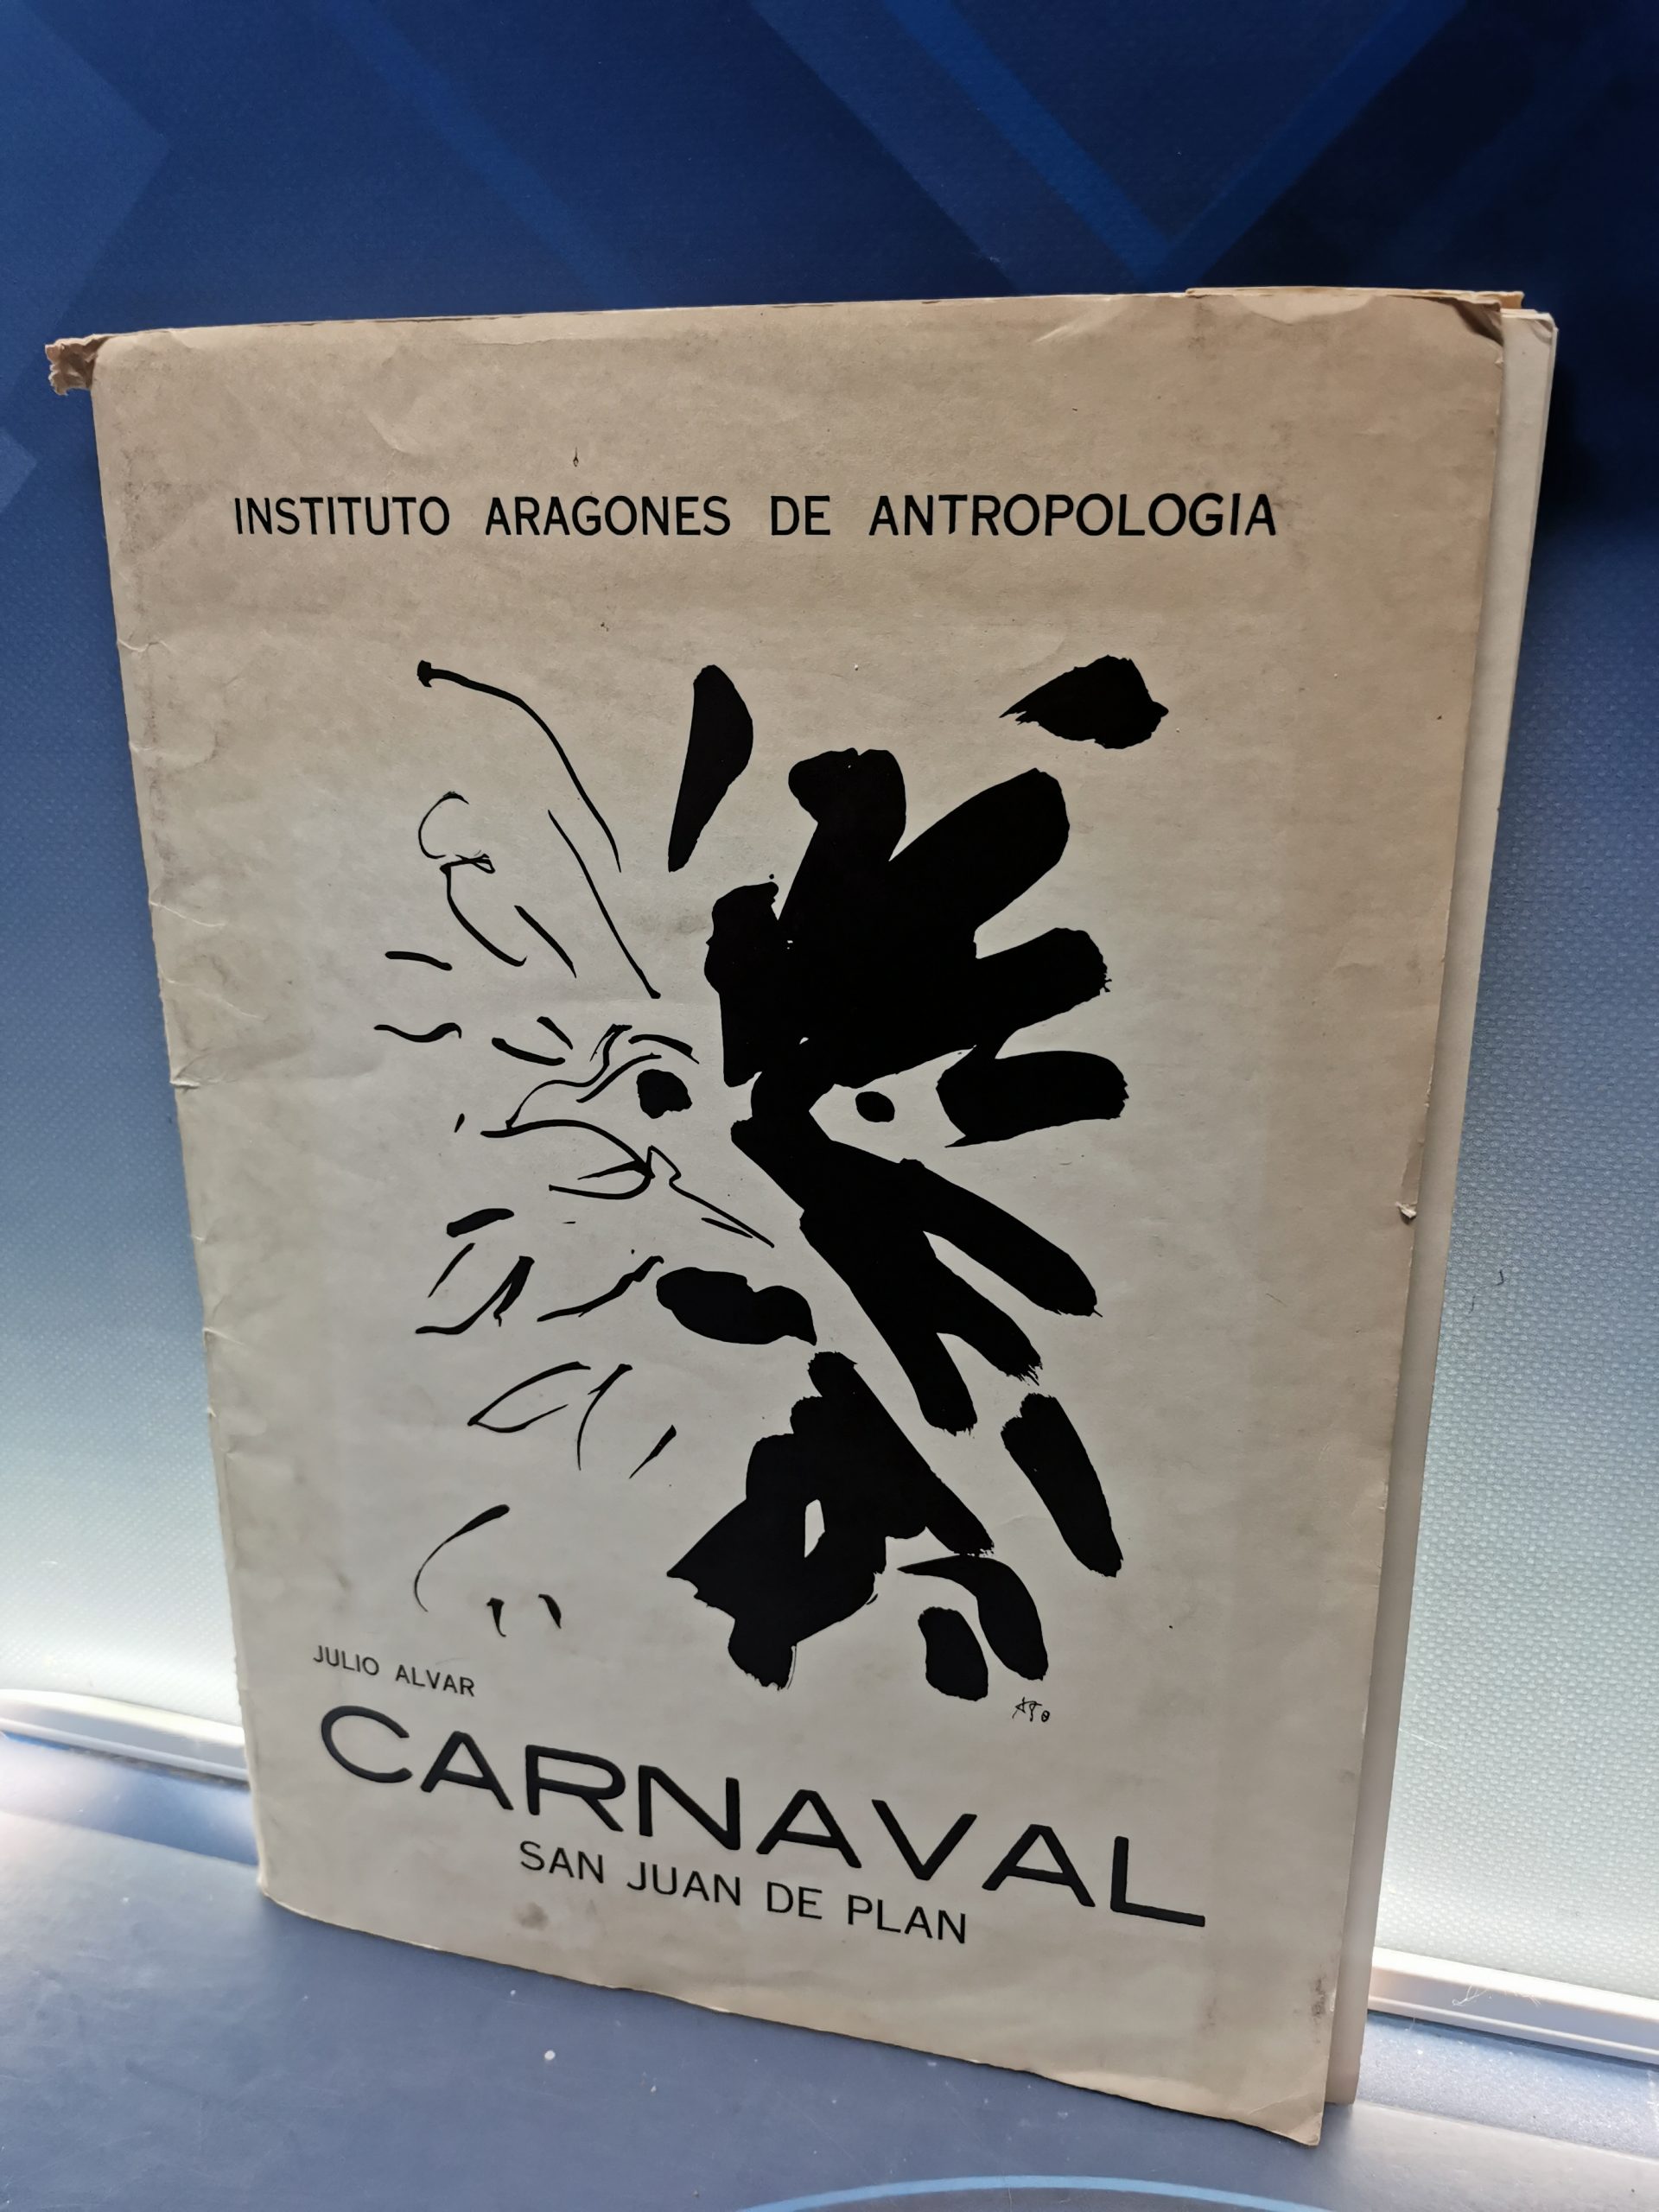 INSTITUTO ARAGONES DE ANTROPOLOGIA
JULIO ALVAR
CARNAVAL
SAN JUAN DE PLAN